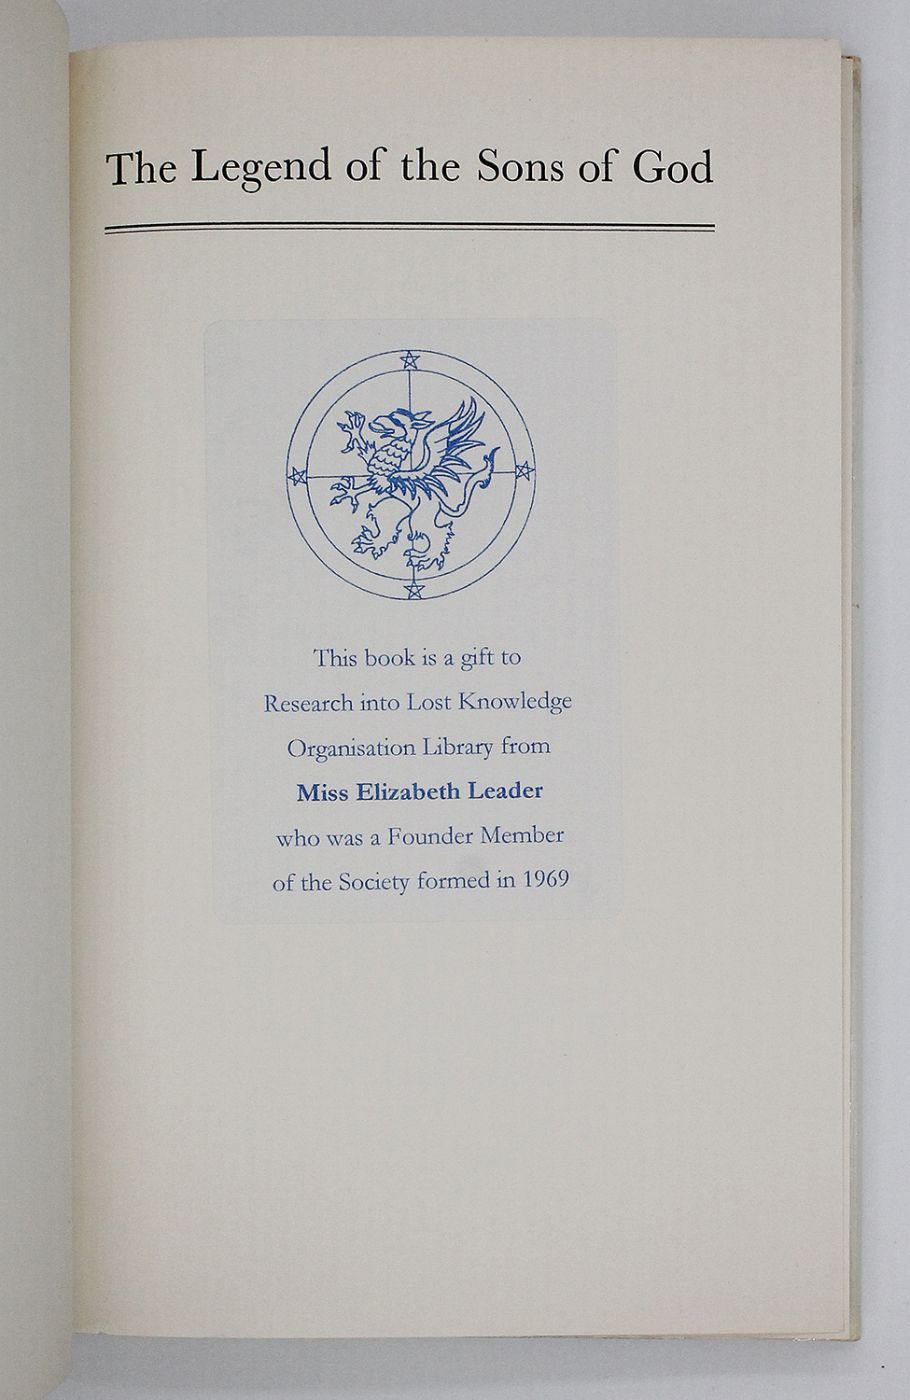 The Legend of the Sons of God
This book is a gift to
Research into Lost Knowledge
Organisation Library from
Miss Elizabeth Leader
who was a Founder Member
of the Society formed in 1969